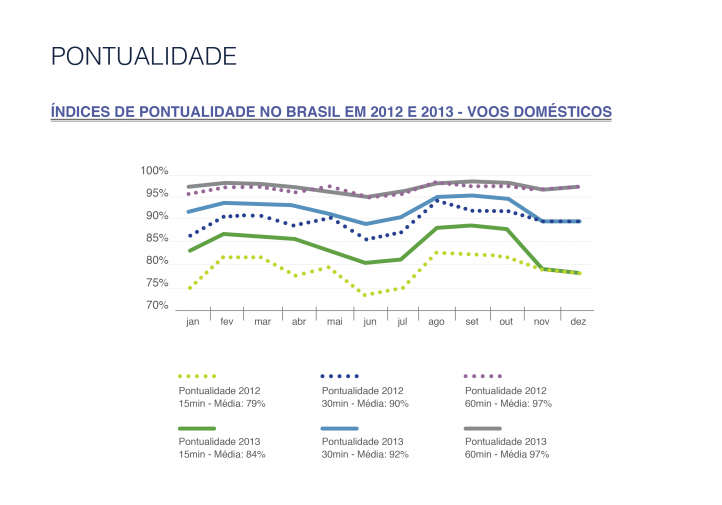 PONTUALIDADE
ÍNDICES DE PONTUALIDADE NO BRASIL EM 2012 E 2013 - VOOS DOMÉSTICOS
100%
95%
90%
85%
80%
75%
70%
jan fev mar abr mai jun jul ago set out nov dez
Pontualidade 2012
15min - Média: 79%
Pontualidade 2012
30min - Média: 90%
Pontualidade 2012
60min - Média: 97%
Pontualidade 2013
15min - Média: 84%
Pontualidade 2013
30min - Média: 92%
Pontualidade 2013
60min - Média 97%